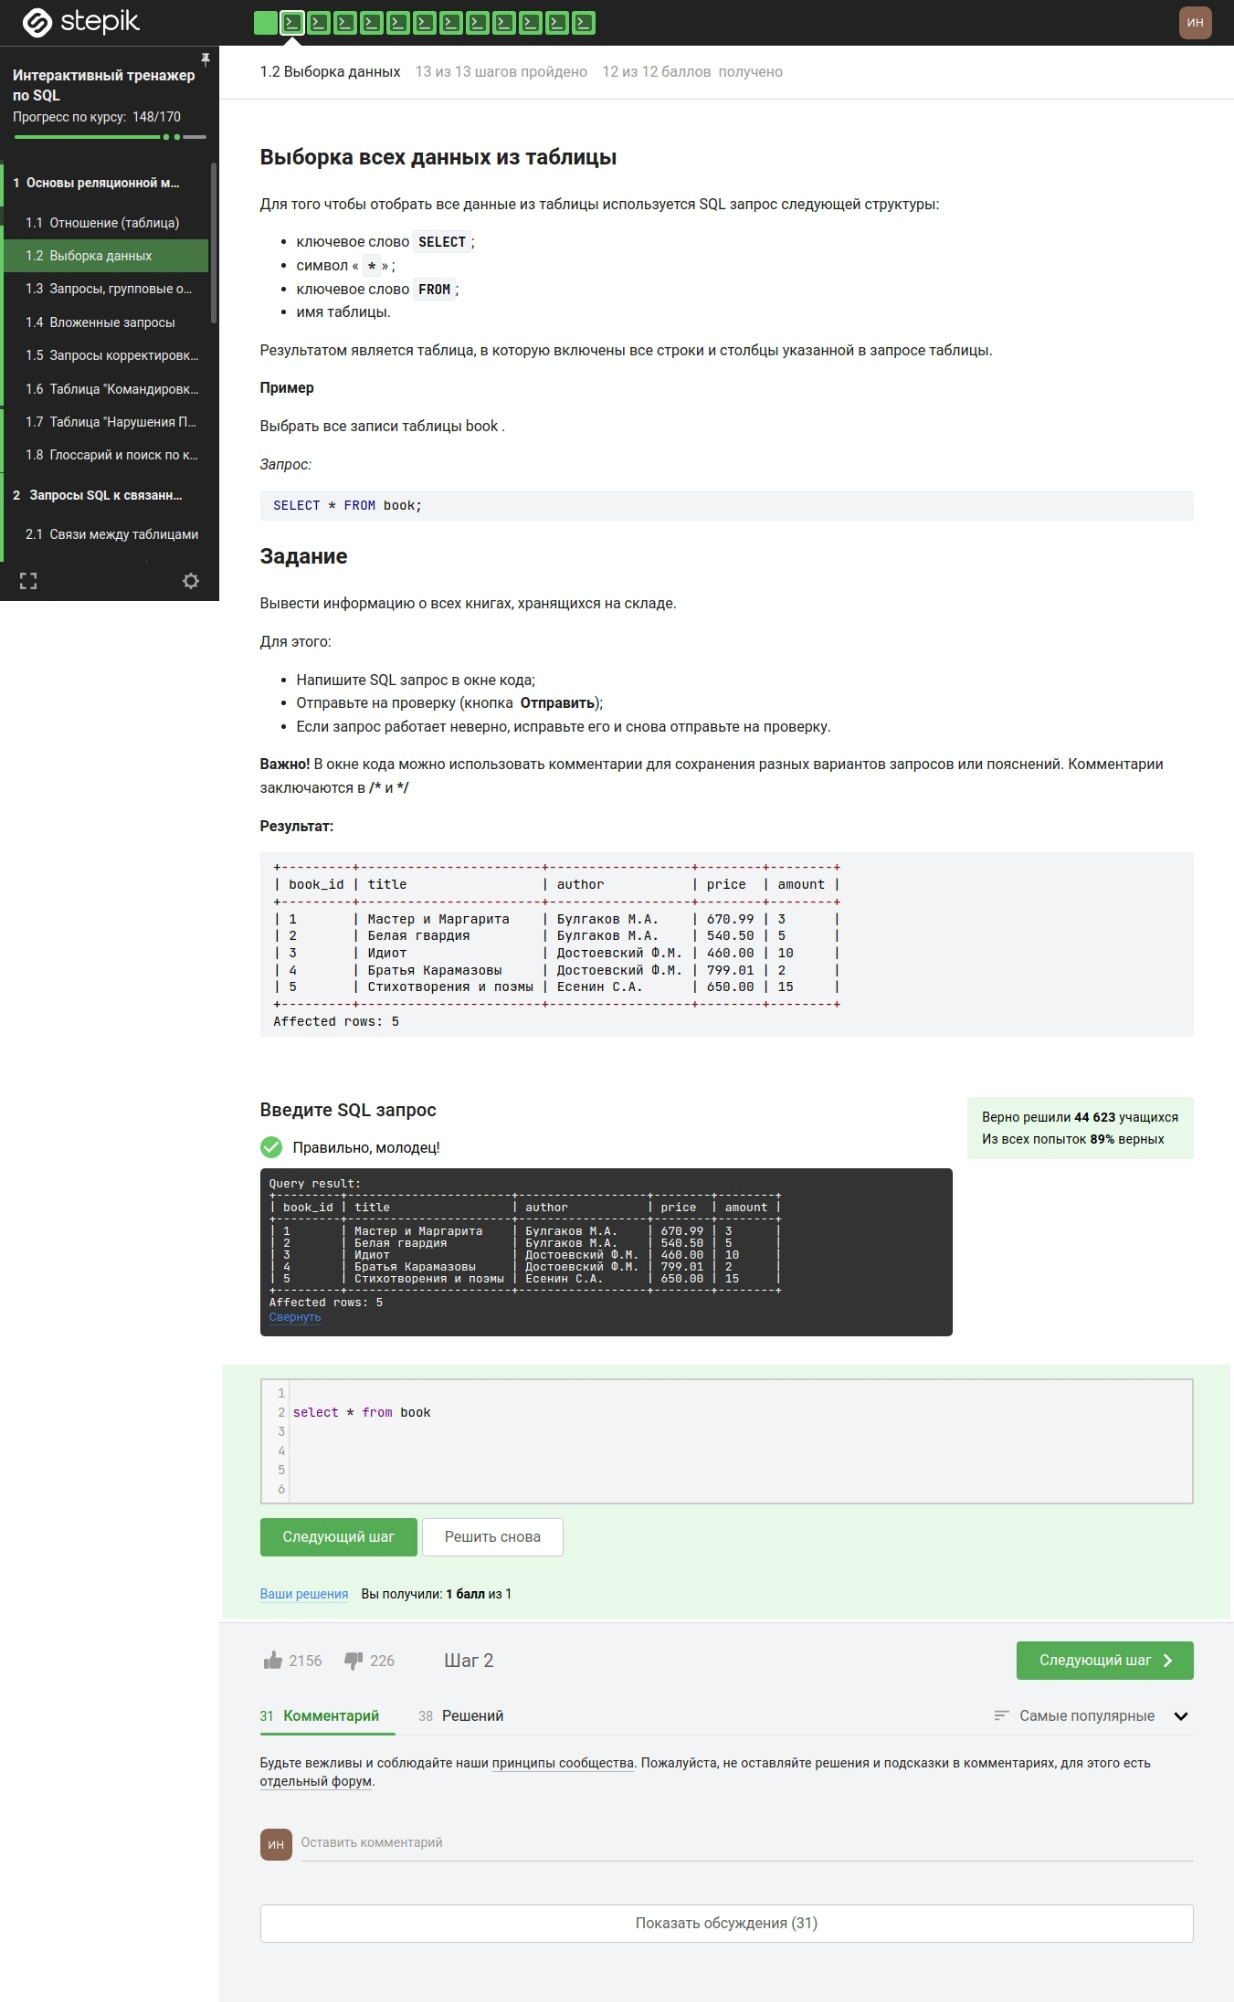 stepik
ИН
Интерактивный тренажер
по SQL
Прогресс по курсу: 148/170
1 Основы реляционной м...
1.1 Отношение (таблица)
1.2 Выборка данных
1.3 Запросы, групповые о...
1.4 Вложенные запросы
1.5 Запросы корректировк...
1.6 Таблица "Командировк...
1.7 Таблица "Нарушения П...
1.8 Глоссарий и поиск по к...
2 Запросы SQL к связанн...
2.1 Связи между таблицами
1.2 Выборка данных 13 из 13 шагов пройдено 12 из 12 баллов получено
Выборка всех данных из таблицы
Для того чтобы отобрать все данные из таблицы используется SQL запрос следующей структуры:
• ключевое слово SELECT ;
• символ « * » ;
• ключевое слово FROM ;
• имя таблицы.
Результатом является таблица, в которую включены все строки и столбцы указанной в запросе таблицы.
Пример
Выбрать все записи таблицы book .
Запрос:
SELECT * FROM book;
Задание
Вывести информацию о всех книгах, хранящихся на складе.
Для этого:
• Напишите SQL запрос в окне кода;
• Отправьте на проверку (кнопка Отправить);
• Если запрос работает неверно, исправьте его и снова отправьте на проверку.
Важно! В окне кода можно использовать комментарии для сохранения разных вариантов запросов или пояснений. Комментарии
заключаются в /* и */
Результат:
+---------+-----------------------+------------------+--------+--------+
| book_id | title                 | author           | price  | amount |
+---------+-----------------------+------------------+--------+--------+
| 1       | Мастер и Маргарита    | Булгаков М.А.    | 670.99 | 3      |
| 2       | Белая гвардия         | Булгаков М.А.    | 540.50 | 5      |
| 3       | Идиот                 | Достоевский Ф.М. | 460.00 | 10     |
| 4       | Братья Карамазовы     | Достоевский Ф.М. | 799.01 | 2      |
| 5       | Стихотворения и поэмы | Есенин С.А.      | 650.00 | 15     |
+---------+-----------------------+------------------+--------+--------+
Affected rows: 5
Введите SQL запрос
Правильно, молодец!
Верно решили 44 623 учащихся
Из всех попыток 89% верных
Query result:
+---------+-----------------------+------------------+--------+--------+
| book_id | title                 | author           | price  | amount |
+---------+-----------------------+------------------+--------+--------+
| 1       | Мастер и Маргарита    | Булгаков М.А.    | 670.99 | 3      |
| 2       | Белая гвардия         | Булгаков М.А.    | 540.50 | 5      |
| 3       | Идиот                 | Достоевский Ф.М. | 460.00 | 10     |
| 4       | Братья Карамазовы     | Достоевский Ф.М. | 799.01 | 2      |
| 5       | Стихотворения и поэмы | Есенин С.А.      | 650.00 | 15     |
+---------+-----------------------+------------------+--------+--------+
Affected rows: 5
Свернуть
1
2 select * from book
3
4
5
6
Следующий шаг Решить снова
Ваши решения Вы получили: 1 балл из 1
2156 226 Шаг 2 Следующий шаг
31 Комментарий 38 Решений Самые популярные
Будьте вежливы и соблюдайте наши принципы сообщества. Пожалуйста, не оставляйте решения и подсказки в комментариях, для этого есть
отдельный форум.
ИН Оставить комментарий
Показать обсуждения (31)